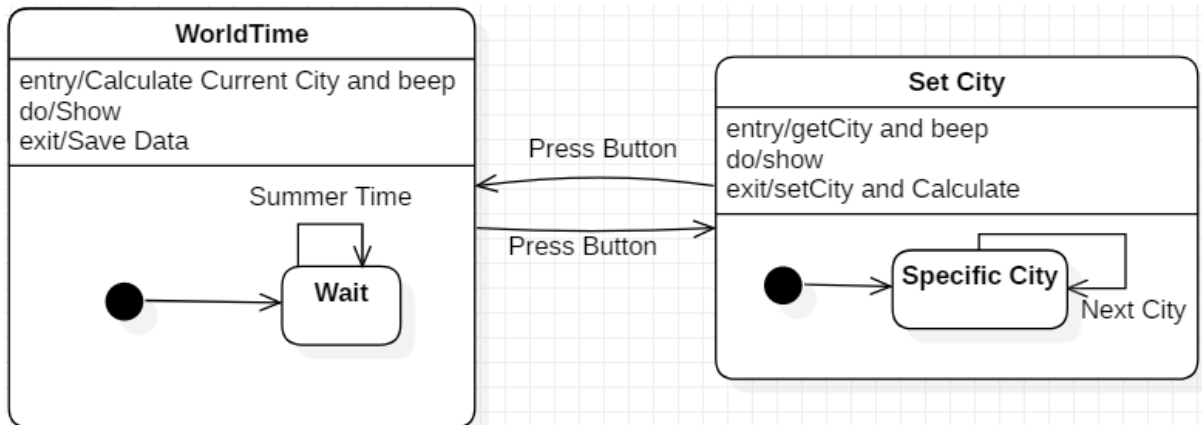 WorldTime
entry/Calculate Current City and beep
do/Show
exit/Save Data
Summer Time
Wait
Press Button
Press Button
Set City
entry/getCity and beep
do/show
exit/setCity and Calculate
Specific City
Next City